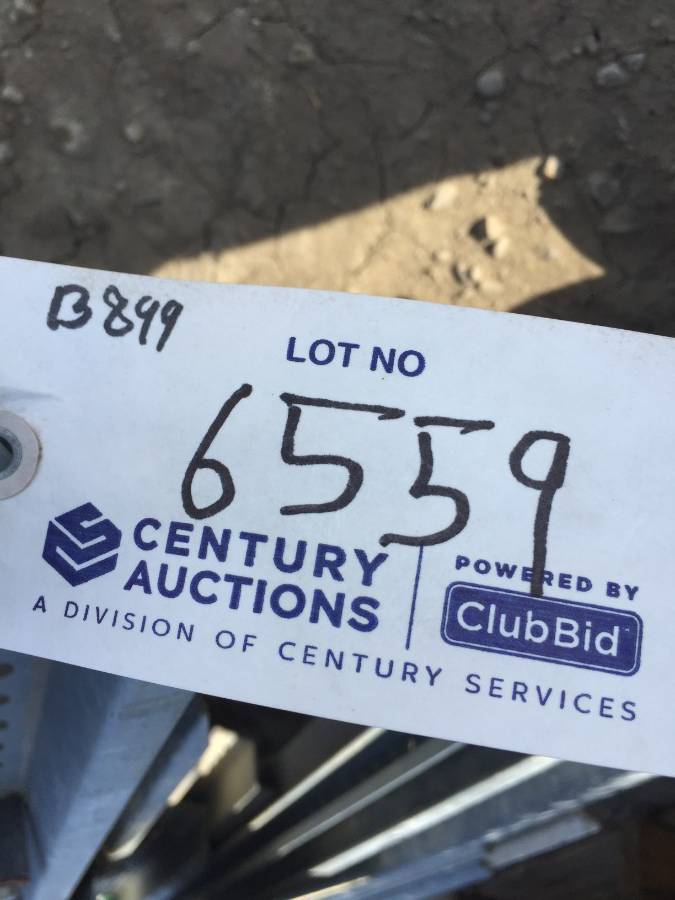 B899
LOT NO
6559
CENTURY
AUCTIONS
A DIVISION OF CENTURY SERVICES
POWERED BY
ClubBid